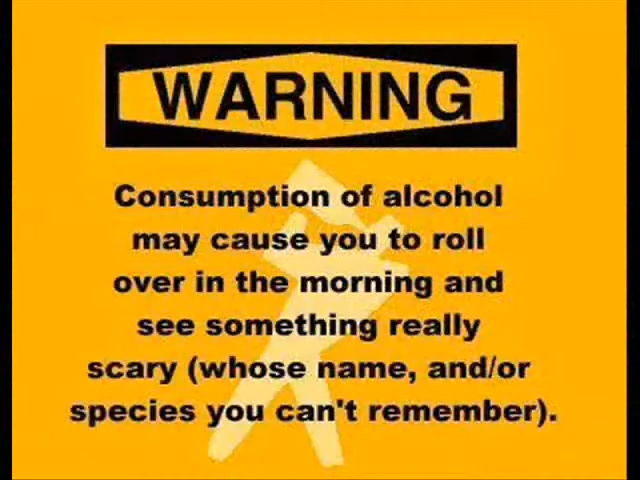 WARNING
Consumption of alcohol
may cause you to roll
over in the morning and
see something really
scary (whose name, and/or
species you can't remember).